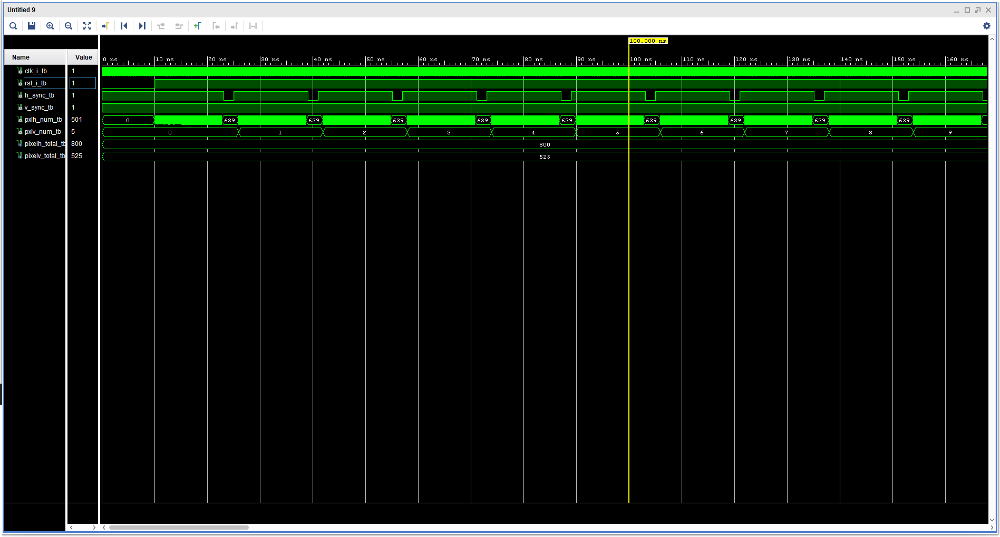 Untitled 9
100.000 ns
Name Value
0 ns 10 ns 20 ns 30 ns 40 ns 50 ns 60 ns 70 ns 80 ns 90 ns 100 ns 110 ns 120 ns 130 ns 140 ns 150 ns 160 ns
clk_i_tb 1
rst_i_tb 1
h_sync_tb 1
v_sync_tb 1
pxlh_num_tb 501 0 639 639 639 639 639 639 639 639 639
pxlv_num_tb 5 0 1 2 3 4 5 6 7 8 9
pixelh_total_tb 800 800
pixelv_total_tb 525 525